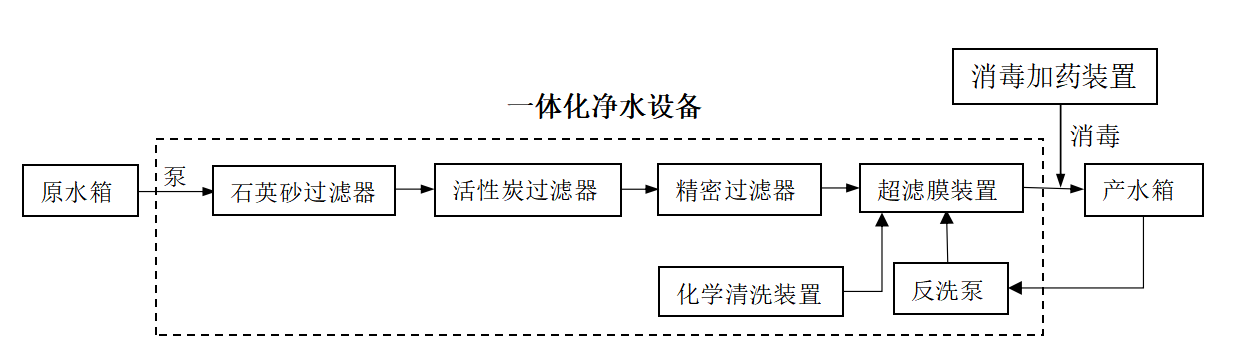 消毒加药装置
一体化净水设备
消毒
原水箱
泵
石英砂过滤器
活性炭过滤器
精密过滤器
超滤膜装置
产水箱
化学清洗装置
反洗泵